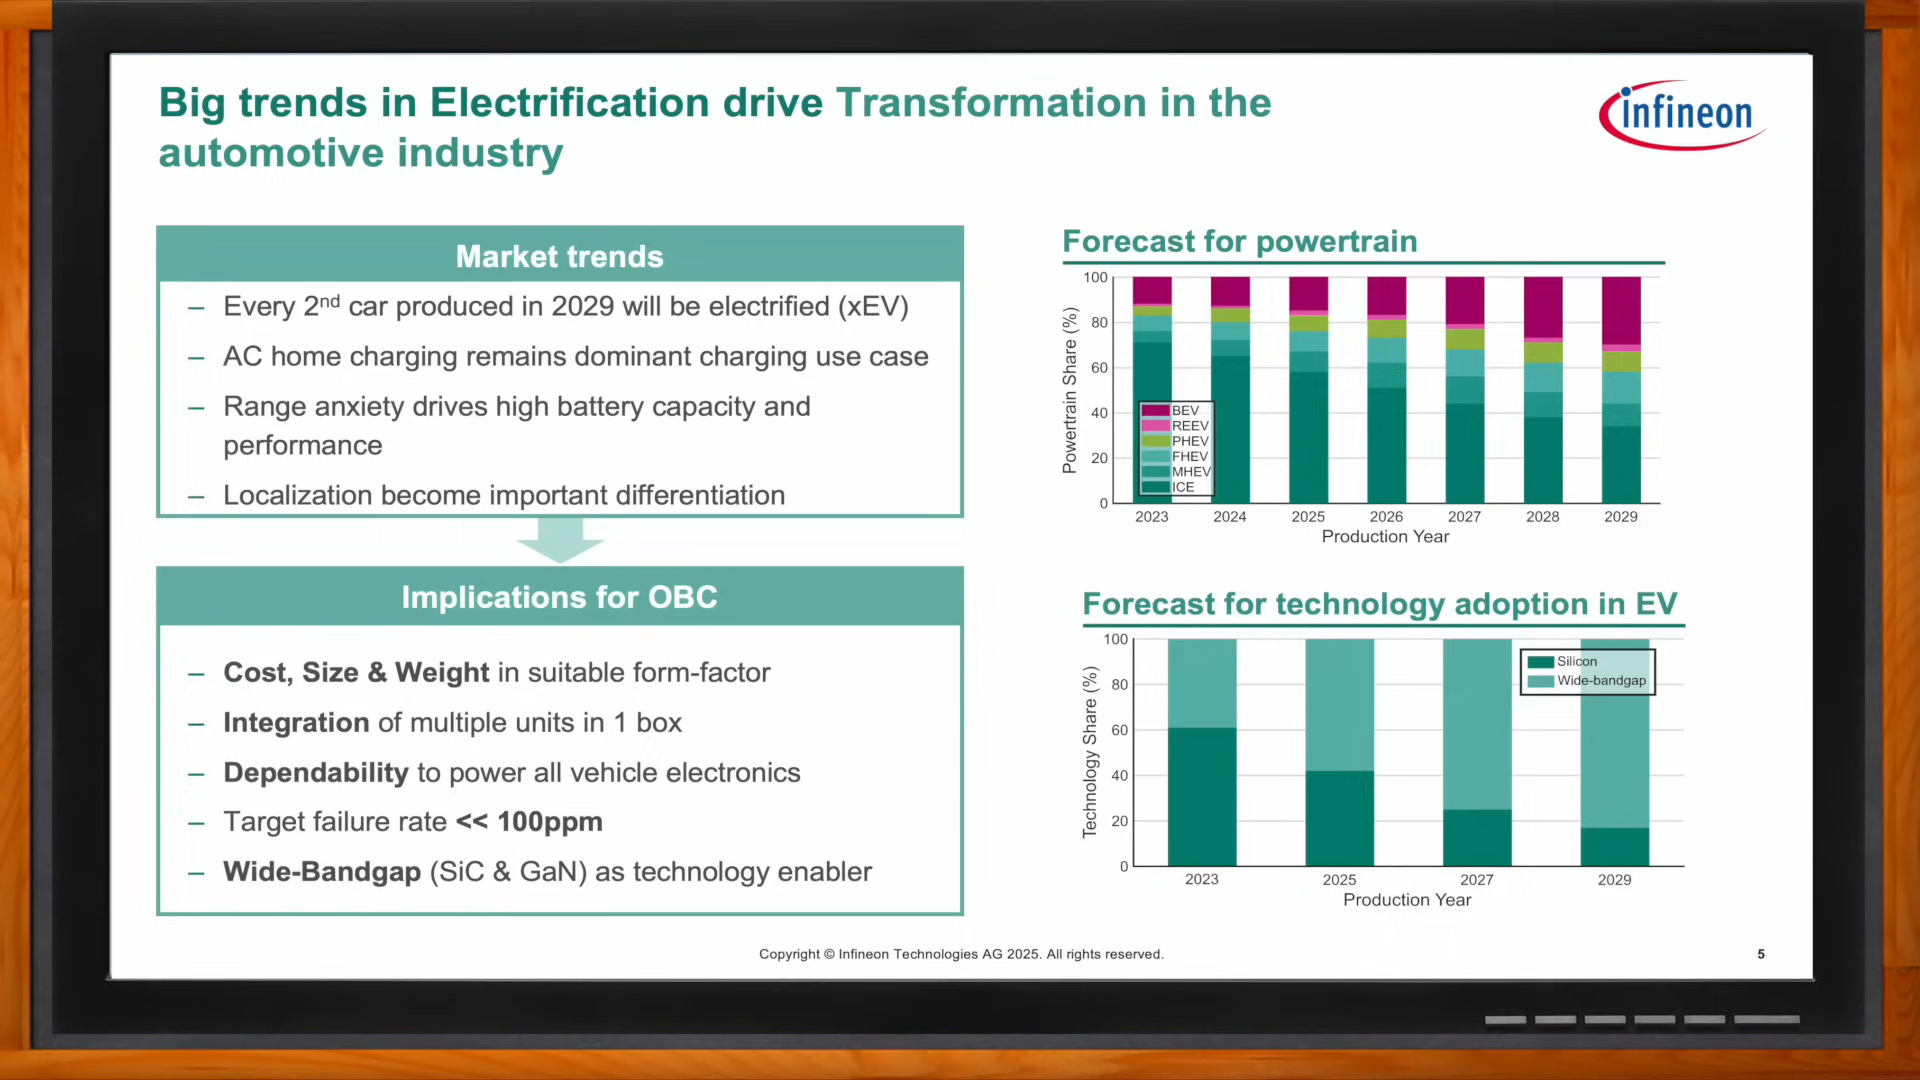 Big trends in Electrification drive Transformation in the
automotive industry
infineon
Market trends
– Every 2nd car produced in 2029 will be electrified (xEV)
– AC home charging remains dominant charging use case
– Range anxiety drives high battery capacity and
performance
– Localization become important differentiation
Implications for OBC
– Cost, Size & Weight in suitable form-factor
– Integration of multiple units in 1 box
– Dependability to power all vehicle electronics
– Target failure rate << 100ppm
– Wide-Bandgap (SiC & GaN) as technology enabler
Forecast for powertrain
Powertrain Share (%)
100
80
60
40
20
0
BEV
REEV
PHEV
FHEV
MHEV
ICE
2023 2024 2025 2026 2027 2028 2029
Production Year
Forecast for technology adoption in EV
Technology Share (%)
100
80
60
40
20
0
Silicon
Wide-bandgap
2023 2025 2027 2029
Production Year
Copyright © Infineon Technologies AG 2025. All rights reserved.
5